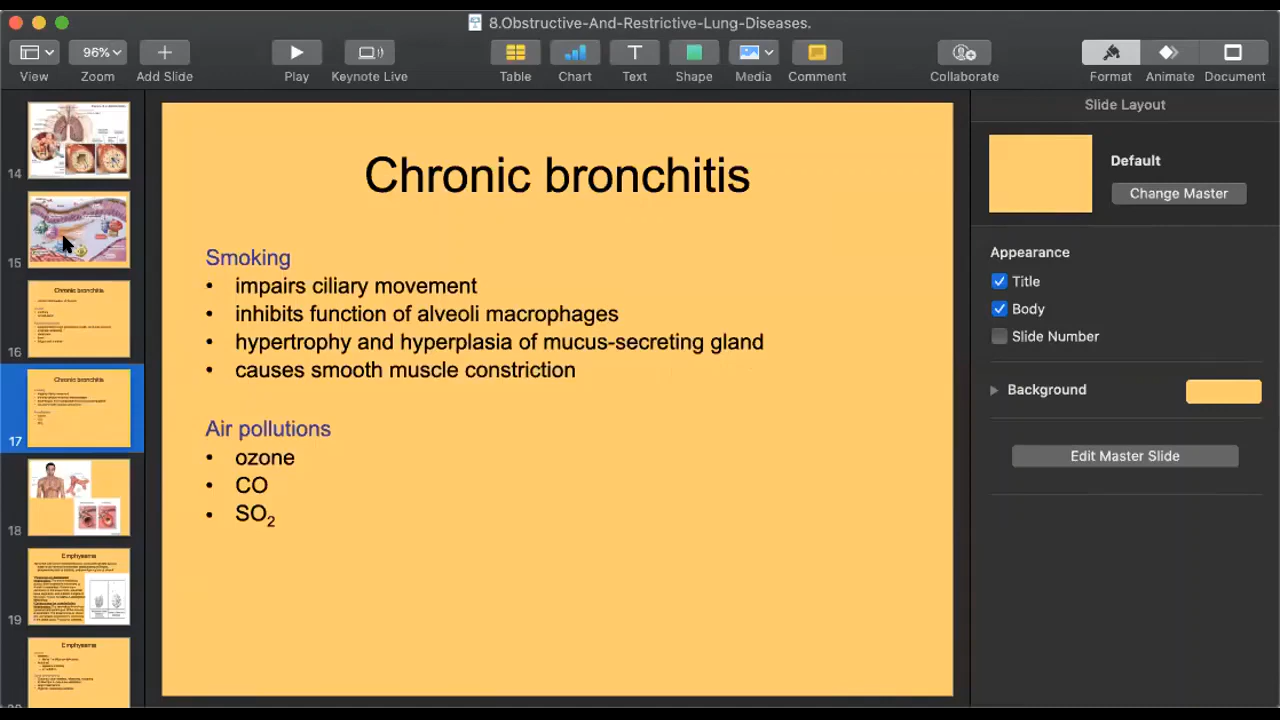 8.Obstructive-And-Restrictive-Lung-Diseases.
96%
View
Zoom
Add Slide
Play
Keynote Live
Table
Chart
Text
Shape
Media
Comment
Collaborate
Format
Animate
Document
14
15
Chronic bronchitis
16
Chronic bronchitis
17
18
Emphysema
19
Emphysema
Chronic bronchitis
Smoking
• impairs ciliary movement
• inhibits function of alveoli macrophages
• hypertrophy and hyperplasia of mucus-secreting gland
• causes smooth muscle constriction
Air pollutions
• ozone
• CO
• SO₂
Slide Layout
Default
Change Master
Appearance
Title
Body
Slide Number
Background
Edit Master Slide